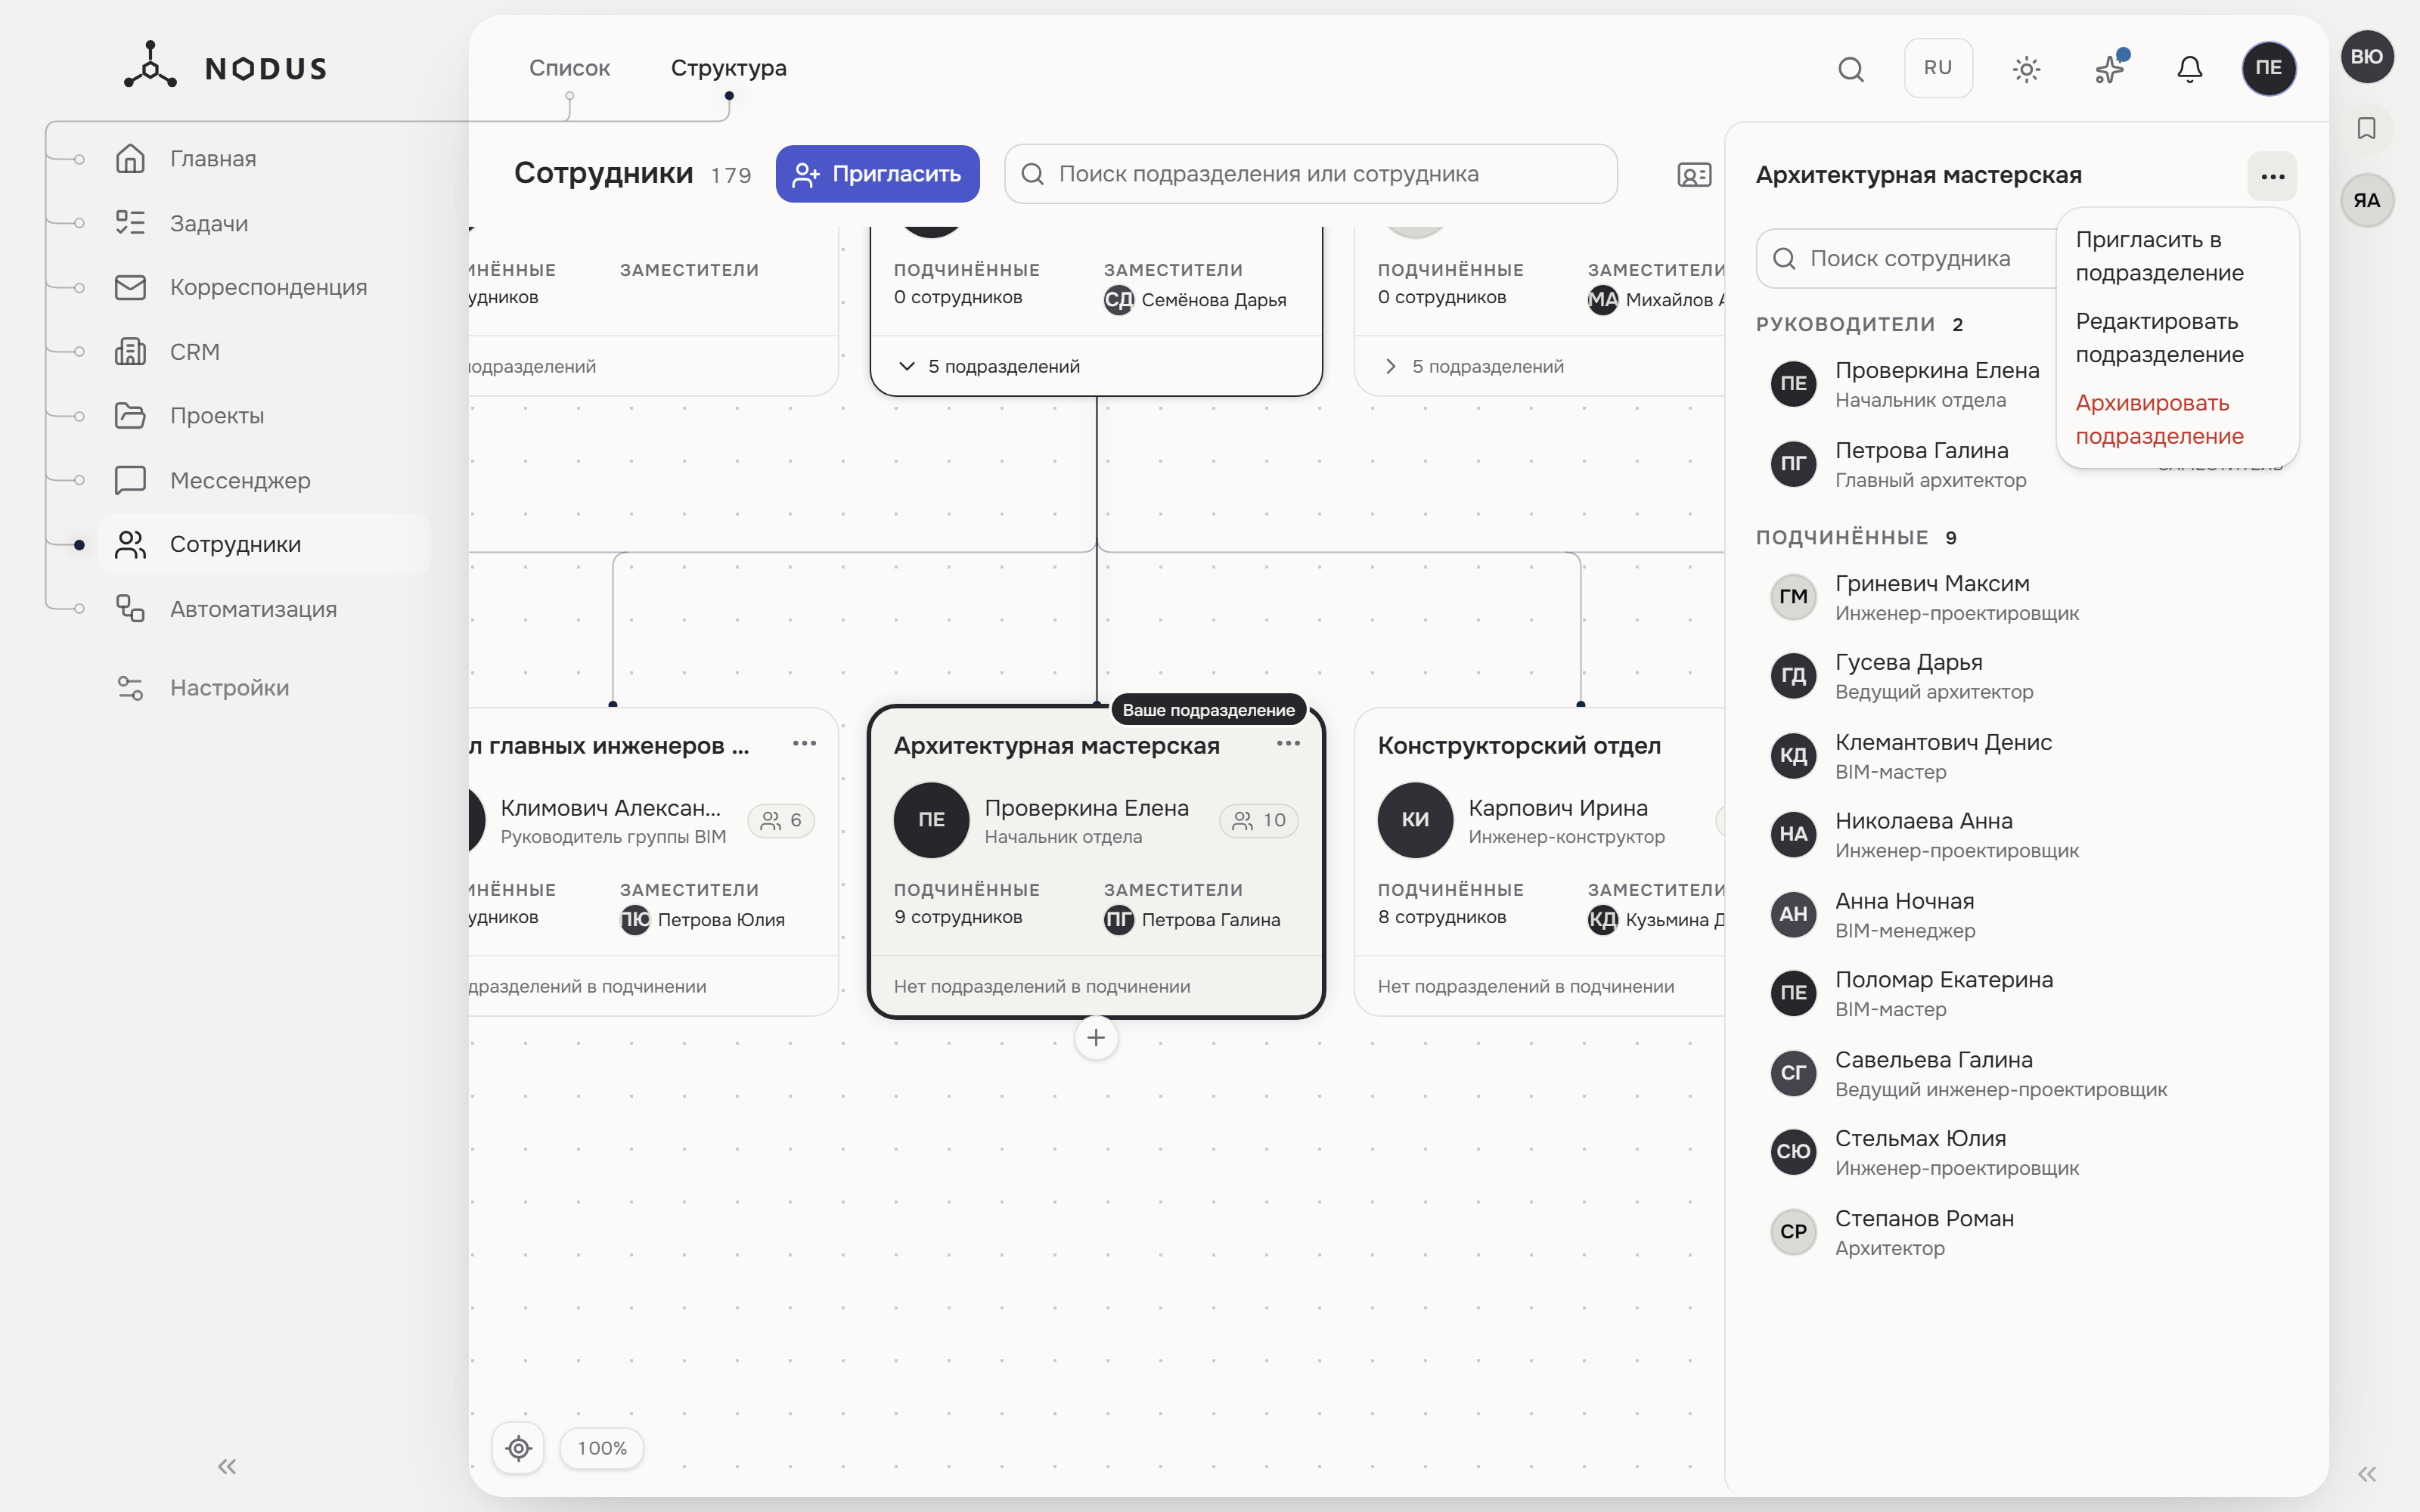 NODUS
Главная
Задачи
Корреспонденция
CRM
Проекты
Мессенджер
Сотрудники
Автоматизация
Настройки
Список
Структура
RU
ПЕ
ВЮ
ЯА
Сотрудники 179
Пригласить
Поиск подразделения или сотрудника
ЗАМЕСТИТЕЛИ
ПОДЧИНЁННЫЕ
0 сотрудников
ЗАМЕСТИТЕЛИ
СД Семёнова Дарья
5 подразделений
ПОДЧИНЁННЫЕ
0 сотрудников
ЗАМЕСТИТЕЛИ
МА Михайлов А
5 подразделений
л главных инженеров ...
Климович Алексан...
Руководитель группы BIM
6
ЗАМЕСТИТЕЛИ
ПЮ Петрова Юлия
Ваше подразделение
Архитектурная мастерская
ПЕ
Проверкина Елена
Начальник отдела
10
ПОДЧИНЁННЫЕ
9 сотрудников
ЗАМЕСТИТЕЛИ
ПГ Петрова Галина
Нет подразделений в подчинении
Конструкторский отдел
КИ
Карпович Ирина
Инженер-конструктор
ПОДЧИНЁННЫЕ
8 сотрудников
ЗАМЕСТИТЕЛИ
КД Кузьмина Д
Нет подразделений в подчинении
100%
Архитектурная мастерская
Поиск сотрудника
Пригласить в
подразделение
Редактировать
подразделение
Архивировать
подразделение
РУКОВОДИТЕЛИ 2
ПЕ
Проверкина Елена
Начальник отдела
ПГ
Петрова Галина
Главный архитектор
ПОДЧИНЁННЫЕ 9
ГМ
Гриневич Максим
Инженер-проектировщик
ГД
Гусева Дарья
Ведущий архитектор
КД
Клемантович Денис
BIM-мастер
НА
Николаева Анна
Инженер-проектировщик
АН
Анна Ночная
BIM-менеджер
ПЕ
Поломар Екатерина
BIM-мастер
СГ
Савельева Галина
Ведущий инженер-проектировщик
СЮ
Стельмах Юлия
Инженер-проектировщик
СР
Степанов Роман
Архитектор